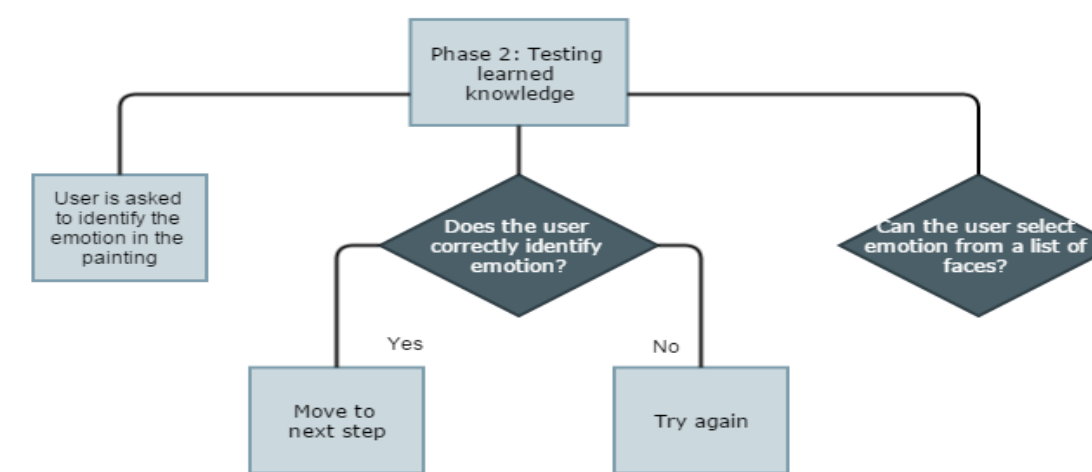 Phase 2: Testing
learned
knowledge
User is asked
to identify the
emotion in the
painting
Does the user
correctly identify
emotion?
Can the user select
emotion from a list of
faces?
Yes
No
Move to
next step
Try again